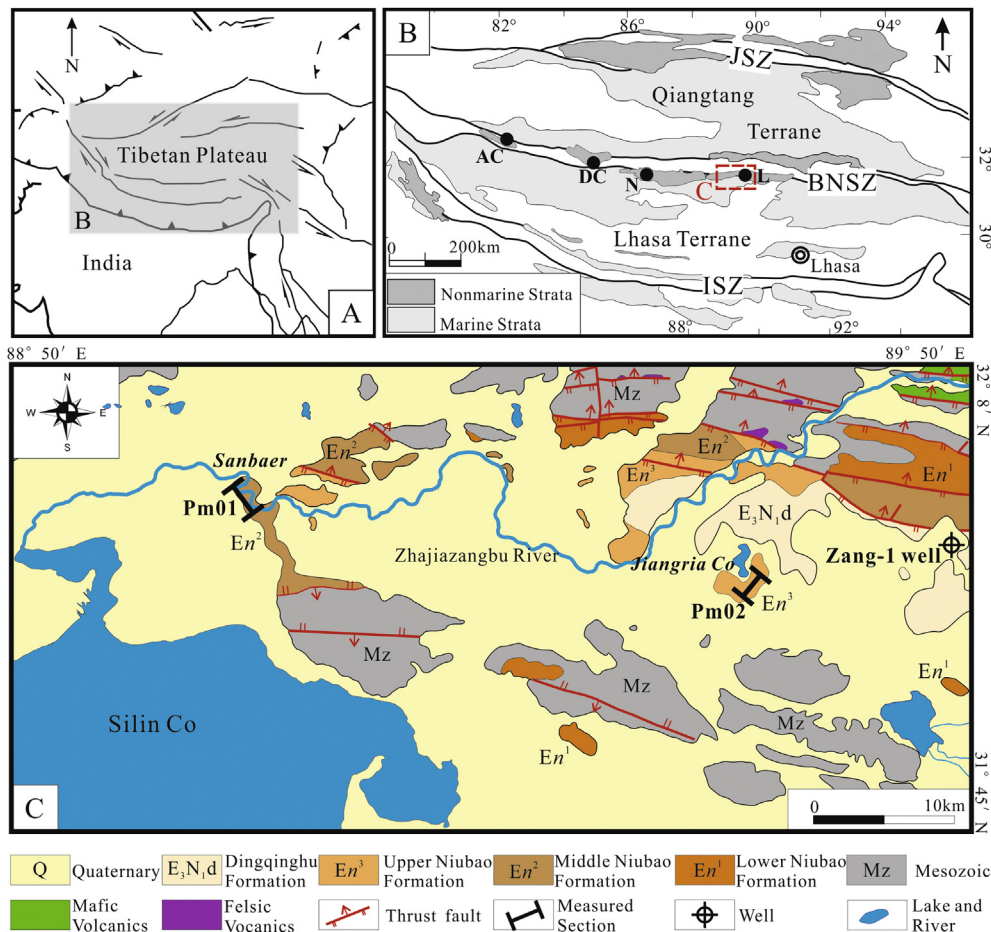 N
Tibetan Plateau
B
India
A
B
82°
86°
90°
94°
N
JSZ
Qiangtang
Terrane
AC
DC
N
L
C
BNSZ
32°
30°
Lhasa Terrane
Lhasa
ISZ
0
200km
Nonmarine Strata
Marine Strata
88°
92°
88° 50′ E
89° 50′ E
32° 8′ N
N
W
E
S
Mz
En²
Sanbaer
Pm01
En²
En²
En³
En¹
E₃N₁d
Zhajiazangbu River
Jiangria Co
Zang-1 well
Pm02
En³
Mz
Mz
En¹
Mz
En¹
Silin Co
31° 45′ N
C
0
10km
Q
Quaternary
E₃N₁d
Dingqinghu
Formation
En³
Upper Niubao
Formation
En²
Middle Niubao
Formation
En¹
Lower Niubao
Formation
Mz
Mesozoic
Mafic
Volcanics
Felsic
Vocanics
Thrust fault
Measured
Section
Well
Lake and
River